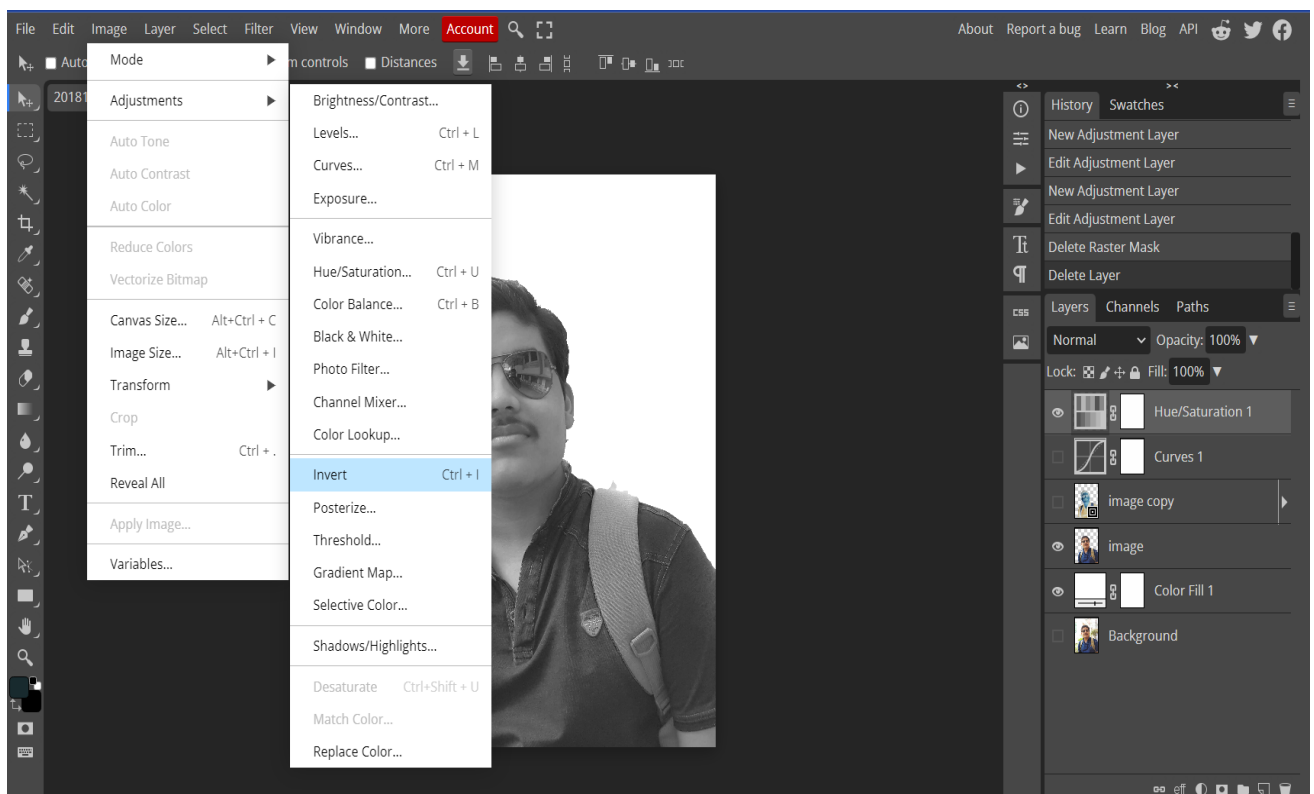 File Edit Image Layer Select Filter View Window More Account About Report a bug Learn Blog API
Auto m controls Distances
20181
Mode
Adjustments
Auto Tone
Auto Contrast
Auto Color
Reduce Colors
Vectorize Bitmap
Canvas Size... Alt+Ctrl + C
Image Size... Alt+Ctrl + I
Transform
Crop
Trim... Ctrl + .
Reveal All
Apply Image...
Variables...
Brightness/Contrast...
Levels... Ctrl + L
Curves... Ctrl + M
Exposure...
Vibrance...
Hue/Saturation... Ctrl + U
Color Balance... Ctrl + B
Black & White...
Photo Filter...
Channel Mixer...
Color Lookup...
Invert Ctrl + I
Posterize...
Threshold...
Gradient Map...
Selective Color...
Shadows/Highlights...
Desaturate Ctrl+Shift + U
Match Color...
Replace Color...
<> ><
History Swatches
New Adjustment Layer
Edit Adjustment Layer
New Adjustment Layer
Edit Adjustment Layer
Delete Raster Mask
Delete Layer
CSS
Layers Channels Paths
Normal Opacity: 100%
Lock: Fill: 100%
Hue/Saturation 1
Curves 1
image copy
image
Color Fill 1
Background
eff